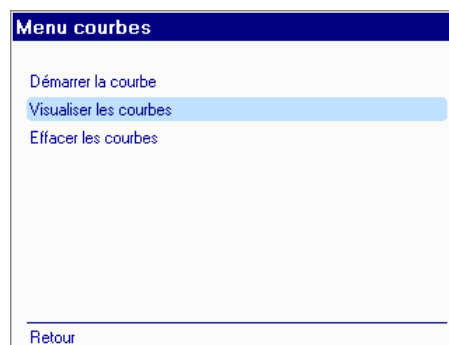 Menu courbes
Démarrer la courbe
Visualiser les courbes
Effacer les courbes
Retour